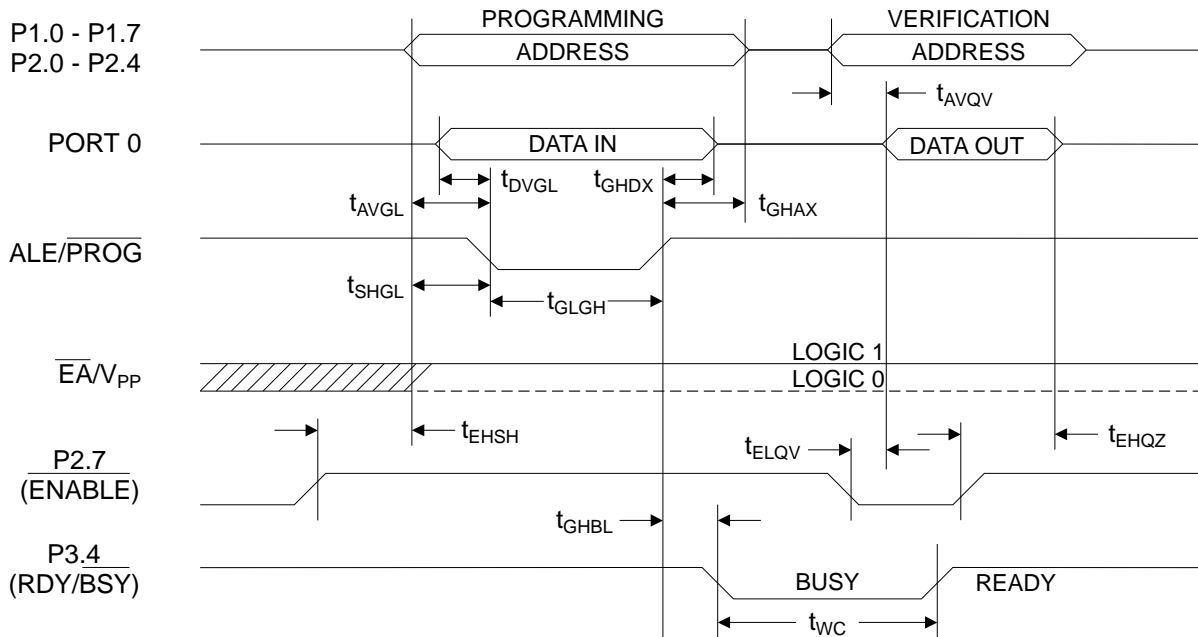 PROGRAMMING VERIFICATION
P1.0 - P1.7
P2.0 - P2.4
ADDRESS ADDRESS
tAVQV
PORT 0 DATA IN DATA OUT
tDVGL tGHDX
tAVGL tGHAX
ALE/PROG
tSHGL tGLGH
LOGIC 1
EA/VPP
LOGIC 0
tEHSH tELQV tEHQZ
P2.7
(ENABLE)
tGHBL
P3.4
(RDY/BSY) BUSY READY
tWC